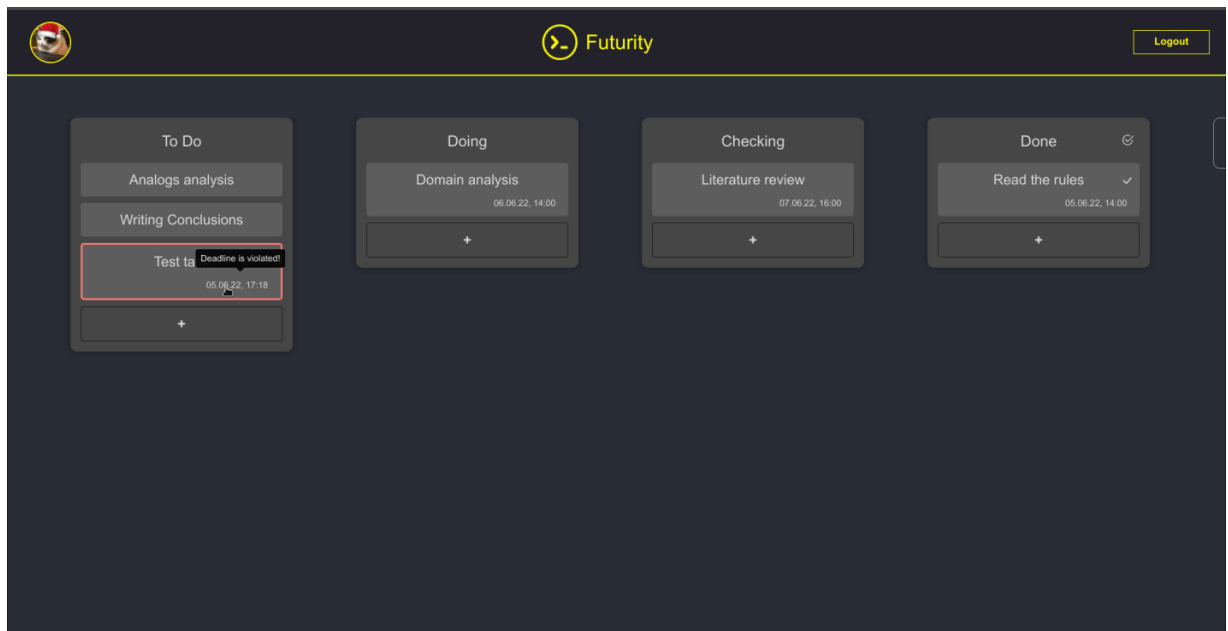 Futurity
Logout
To Do
Analogs analysis
Writing Conclusions
Test ta
Deadline is violated!
05.06.22, 17:18
+
Doing
Domain analysis
06.06.22, 14:00
+
Checking
Literature review
07.06.22, 16:00
+
Done
Read the rules
05.06.22, 14:00
+